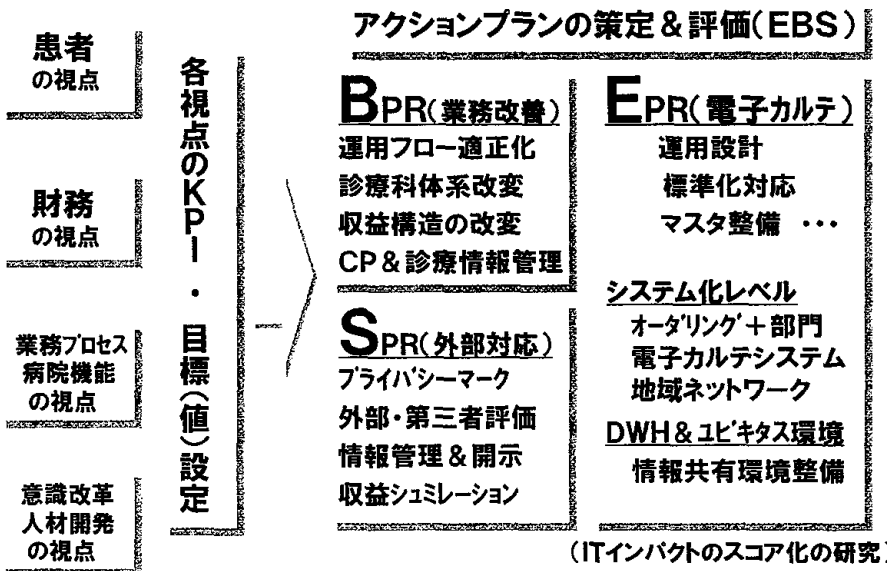 患者
の視点
財務
の視点
業務プロセス
病院機能
の視点
意識改革
人材開発
の視点
各視点のKPI・目標(値)設定
アクションプランの策定&評価(EBS)
BPR(業務改善)
運用フロー適正化
診療科体系改変
収益構造の改変
CP&診療情報管理
SPR(外部対応)
プライバシーマーク
外部・第三者評価
情報管理&開示
収益シュミレーション
EPR(電子カルテ)
運用設計
標準化対応
マスタ整備 ・・・
システム化レベル
オーダリング+部門
電子カルテシステム
地域ネットワーク
DWH&ユビキタス環境
情報共有環境整備
(ITインパクトのスコア化の研究)